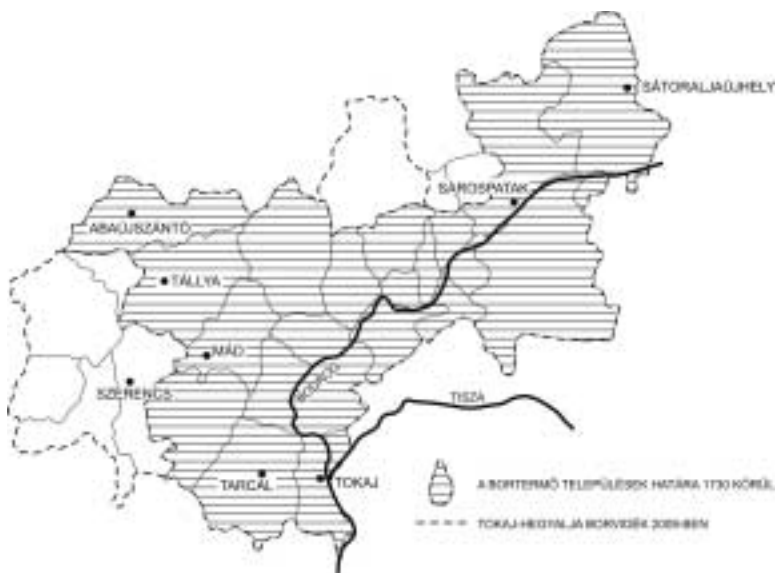 SÁTORALJAÚJHELY
SÁROSPATAK
ABAÚJSZÁNTÓ
TÁLLYA
MÁD
SZERENCS
BODROG
TISZA
TARCAL
TOKAJ
A BORTERMŐ TELEPÜLÉSEK HATÁRA 1730 KÖRÜL
TOKAJ-HEGYALJA BORVIDÉK 2009-BEN